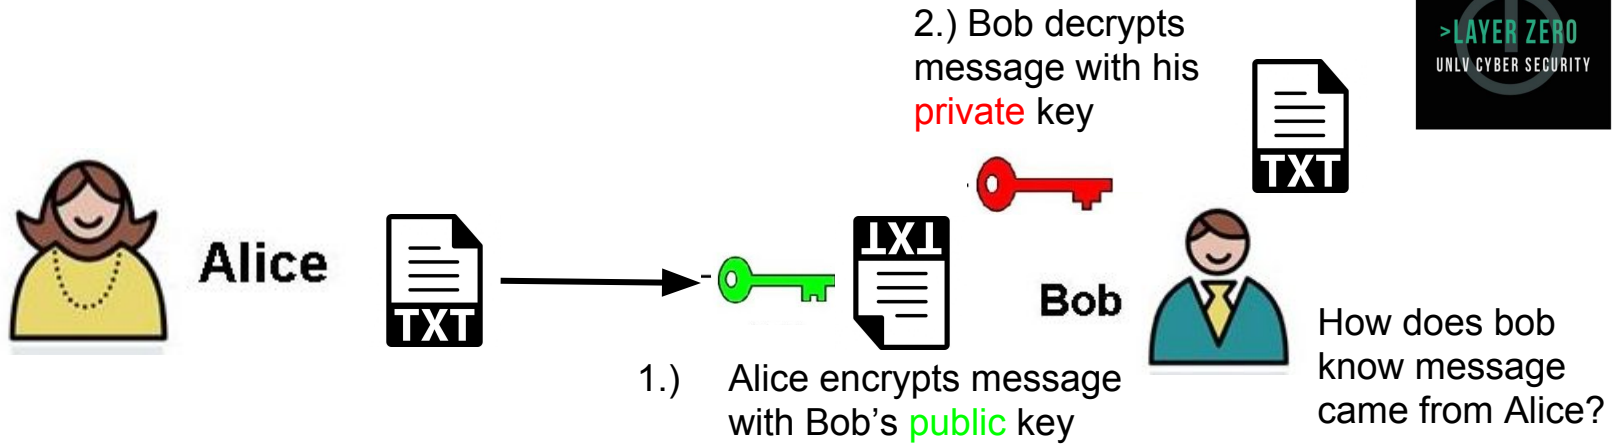 2.) Bob decrypts
message with his
private key
>LAYER ZERO
UNLV CYBER SECURITY
TXT
Alice
TXT
TXT
Bob
1.) Alice encrypts message
with Bob's public key
How does bob
know message
came from Alice?